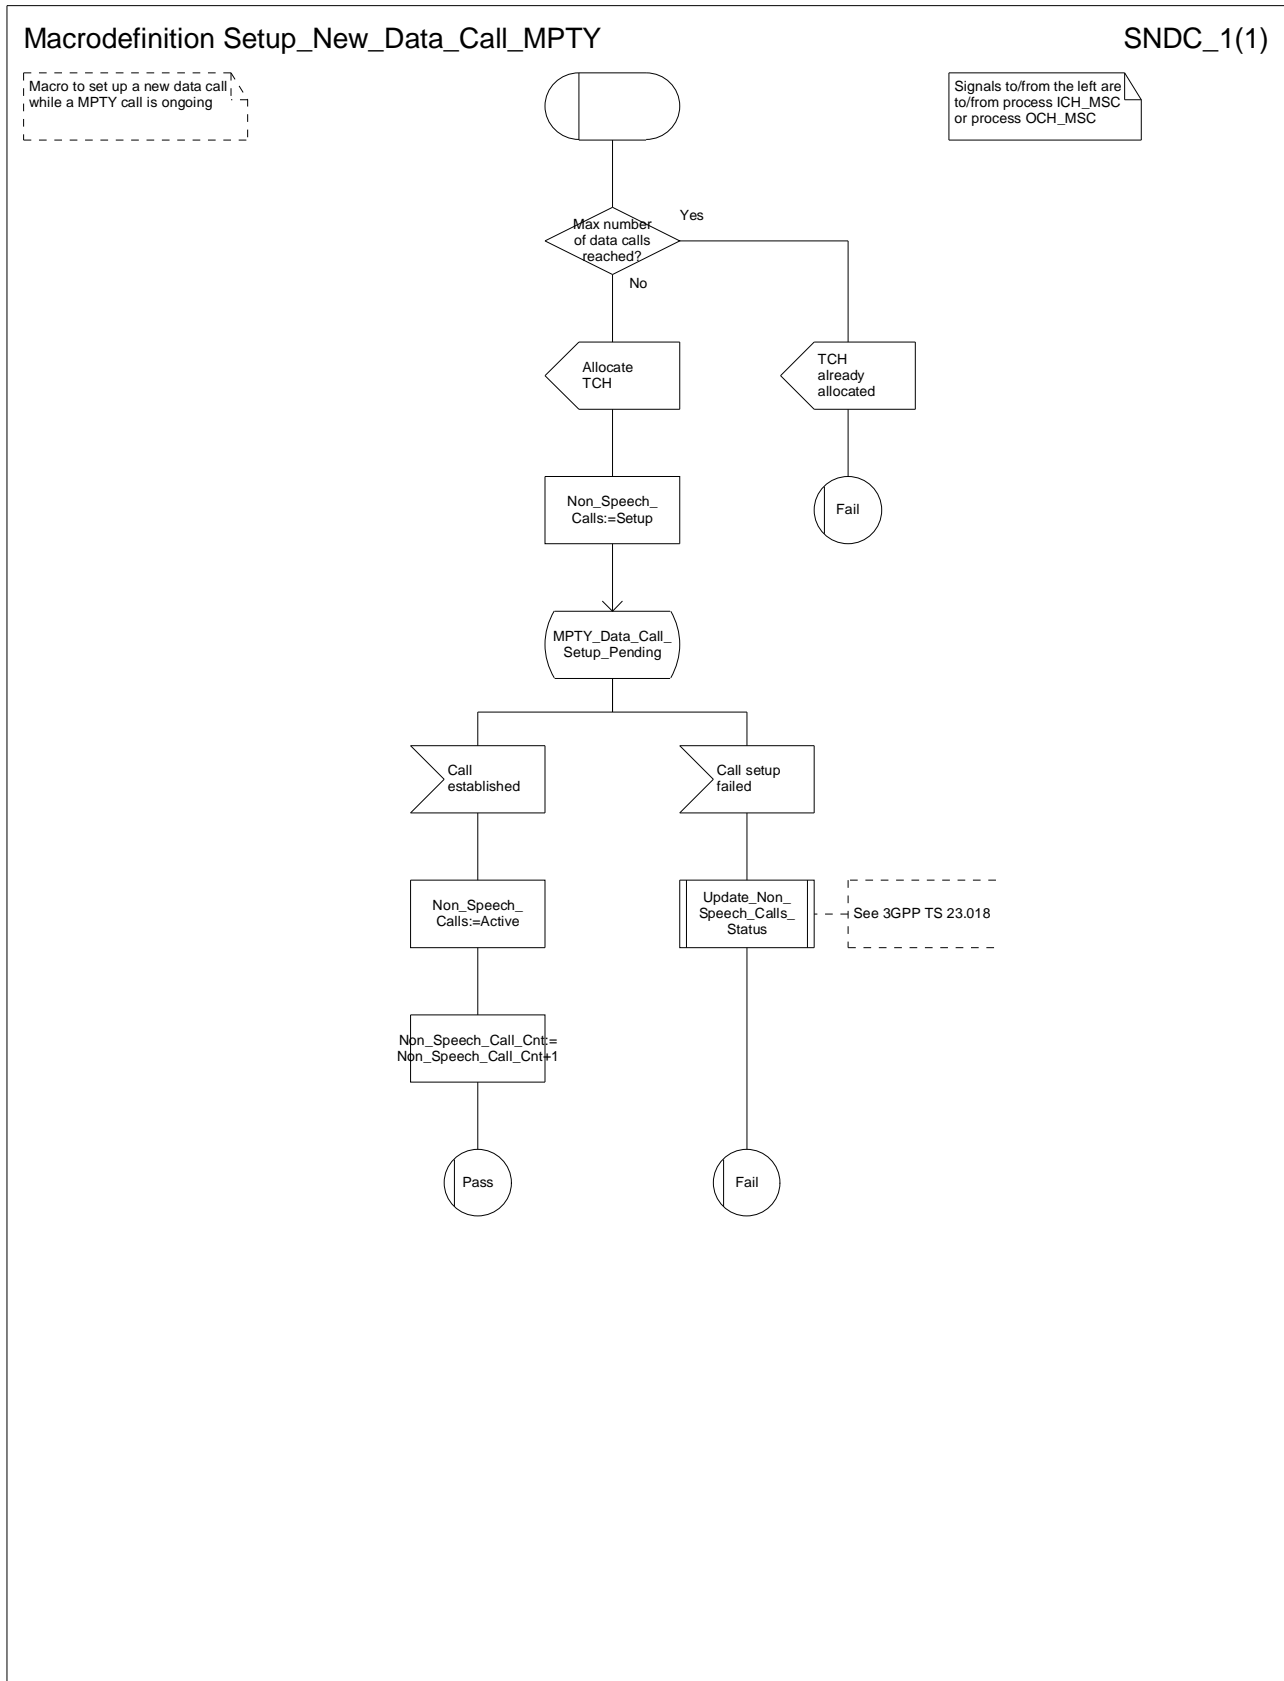 Macrodefinition Setup_New_Data_Call_MPTY
SNDC_1(1)
Macro to set up a new data call
while a MPTY call is ongoing
Signals to/from the left are
to/from process ICH_MSC
or process OCH_MSC
Max number
of data calls
reached?
Yes
No
Allocate
TCH
TCH
already
allocated
Non_Speech_
Calls:=Setup
Fail
MPTY_Data_Call_
Setup_Pending
Call
established
Call setup
failed
Non_Speech_
Calls:=Active
Update_Non_
Speech_Calls_
Status
See 3GPP TS 23.018
Non_Speech_Call_Cnt:=
Non_Speech_Call_Cnt+1
Pass
Fail